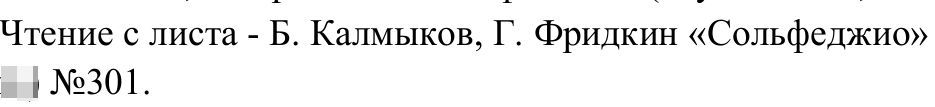 Чтение с листа - Б. Калмыков, Г. Фридкин «Сольфеджио»
№301.